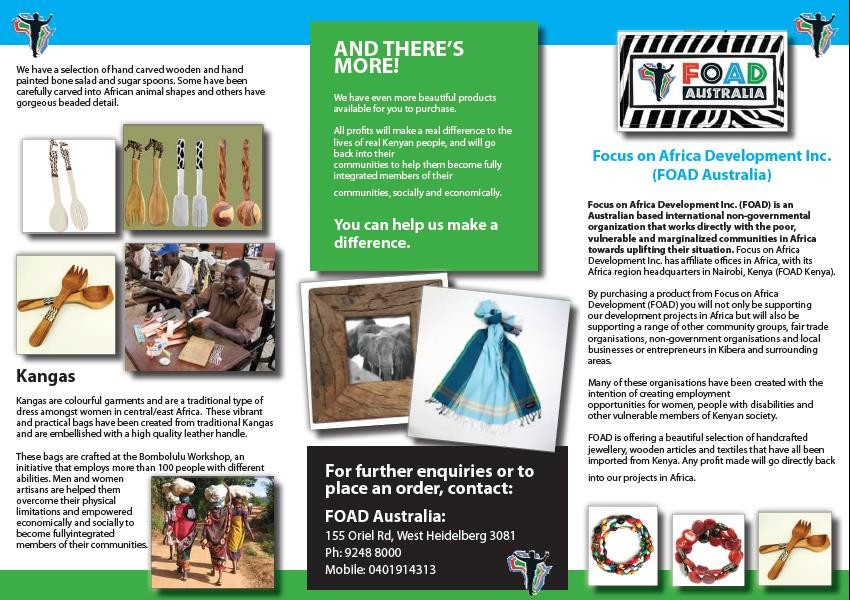 We have a selection of hand carved wooden and hand
painted bone salad and sugar spoons. Some have been
carefully carved into African animal shapes and others have
gorgeous beaded detail.
Kangas
Kangas are colourful garments and are a traditional type of
dress amongst women in central/east Africa. These vibrant
and practical bags have been created from traditional Kangas
and are embellished with a high quality leather handle.
These bags are crafted at the Bombolulu Workshop, an
initiative that employs more than 100 people with different
abilities. Men and women
artisans are helped them
overcome their physical
limitations and empowered
economically and socially to
become fullyintegrated
members of their communities.
AND THERE'S
MORE!
We have even more beautiful products
available for you to purchase.
All profits will make a real difference to the
lives of real Kenyan people, and will go
back into their
communities to help them become fully
integrated members of their
communities, socially and economically.
You can help us make a
difference.
For further enquiries or to
place an order, contact:
FOAD Australia:
155 Oriel Rd, West Heidelberg 3081
Ph: 9248 8000
Mobile: 0401914313
FOAD
AUSTRALIA
Focus on Africa Development Inc.
(FOAD Australia)
Focus on Africa Development Inc. (FOAD) is an
Australian based international non-governmental
organization that works directly with the poor,
vulnerable and marginalized communities in Africa
towards uplifting their situation. Focus on Africa
Development Inc. has affiliate offices in Africa, with its
Africa region headquarters in Nairobi, Kenya (FOAD Kenya).
By purchasing a product from Focus on Africa
Development (FOAD) you will not only be supporting
our development projects in Africa but will also be
supporting a range of other community groups, fair trade
organisations, non-government organisations and local
businesses or entrepreneurs in Kibera and surrounding
areas.
Many of these organisations have been created with the
intention of creating employment
opportunities for women, people with disabilities and
other vulnerable members of Kenyan society.
FOAD is offering a beautiful selection of handcrafted
jewellery, wooden articles and textiles that have all been
imported from Kenya. Any profit made will go directly back
into our projects in Africa.